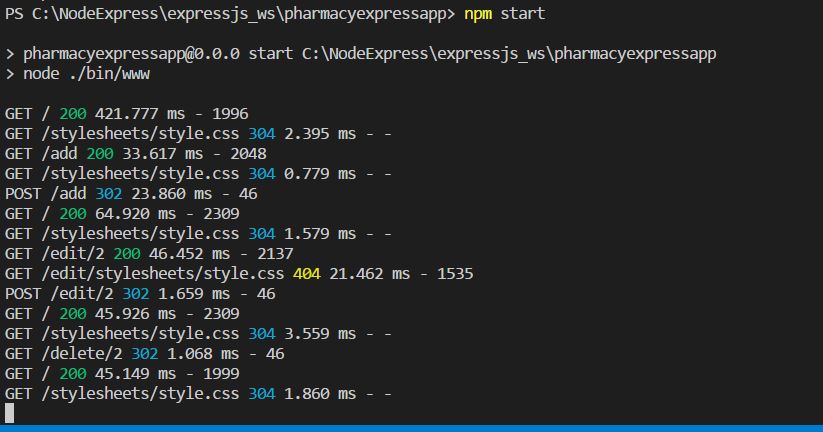 PS C:\NodeExpress\expressjs_ws\pharmacyexpressapp> npm start
> pharmacyexpressapp@0.0.0 start C:\NodeExpress\expressjs_ws\pharmacyexpressapp
> node ./bin/www
GET / 200 421.777 ms - 1996
GET /stylesheets/style.css 304 2.395 ms - -
GET /add 200 33.617 ms - 2048
GET /stylesheets/style.css 304 0.779 ms - -
POST /add 302 23.860 ms - 46
GET / 200 64.920 ms - 2309
GET /stylesheets/style.css 304 1.579 ms - -
GET /edit/2 200 46.452 ms - 2137
GET /edit/stylesheets/style.css 404 21.462 ms - 1535
POST /edit/2 302 1.659 ms - 46
GET / 200 45.926 ms - 2309
GET /stylesheets/style.css 304 3.559 ms - -
GET /delete/2 302 1.068 ms - 46
GET / 200 45.149 ms - 1999
GET /stylesheets/style.css 304 1.860 ms - -